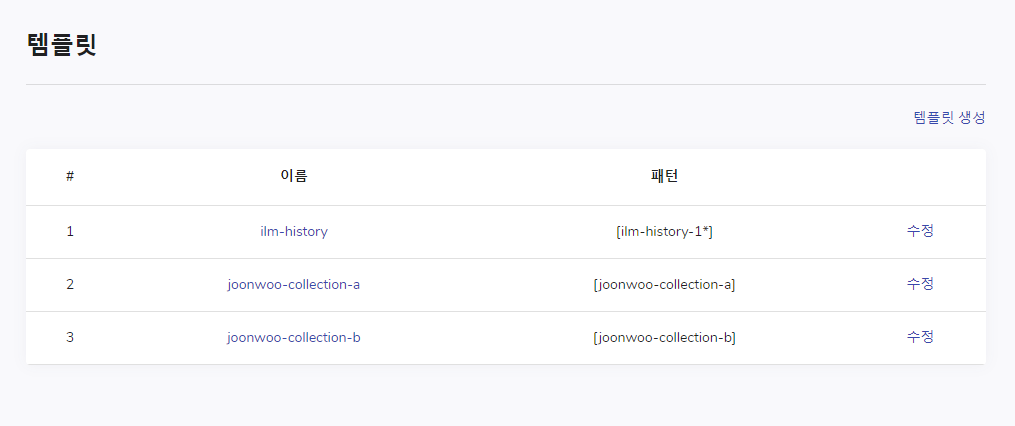 템플릿
템플릿 생성
# 이름 패턴
1 ilm-history [ilm-history-1*] 수정
2 joonwoo-collection-a [joonwoo-collection-a] 수정
3 joonwoo-collection-b [joonwoo-collection-b] 수정